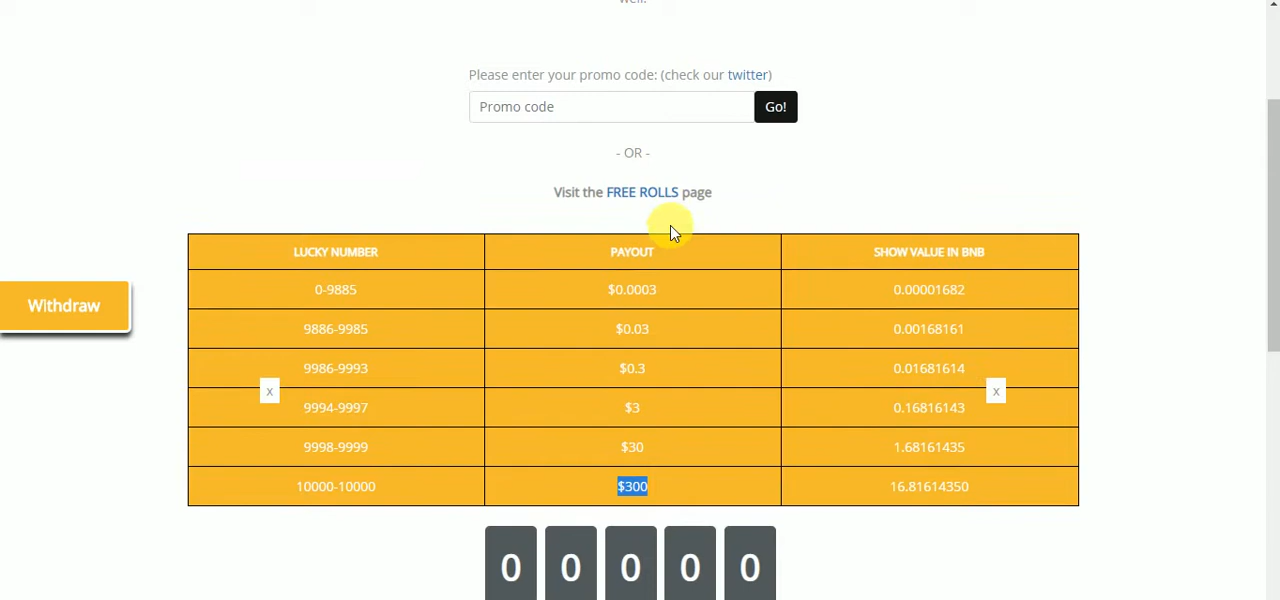 well.
Please enter your promo code: (check our twitter)
Promo code
Go!
- OR -
Visit the FREE ROLLS page
LUCKY NUMBER PAYOUT SHOW VALUE IN BNB
0-9885 $0.0003 0.00001682
Withdraw
9886-9985 $0.03 0.00168161
9986-9993 $0.3 0.01681614
x x
9994-9997 $3 0.16816143
9998-9999 $30 1.68161435
10000-10000 $300 16.81614350
0 0 0 0 0